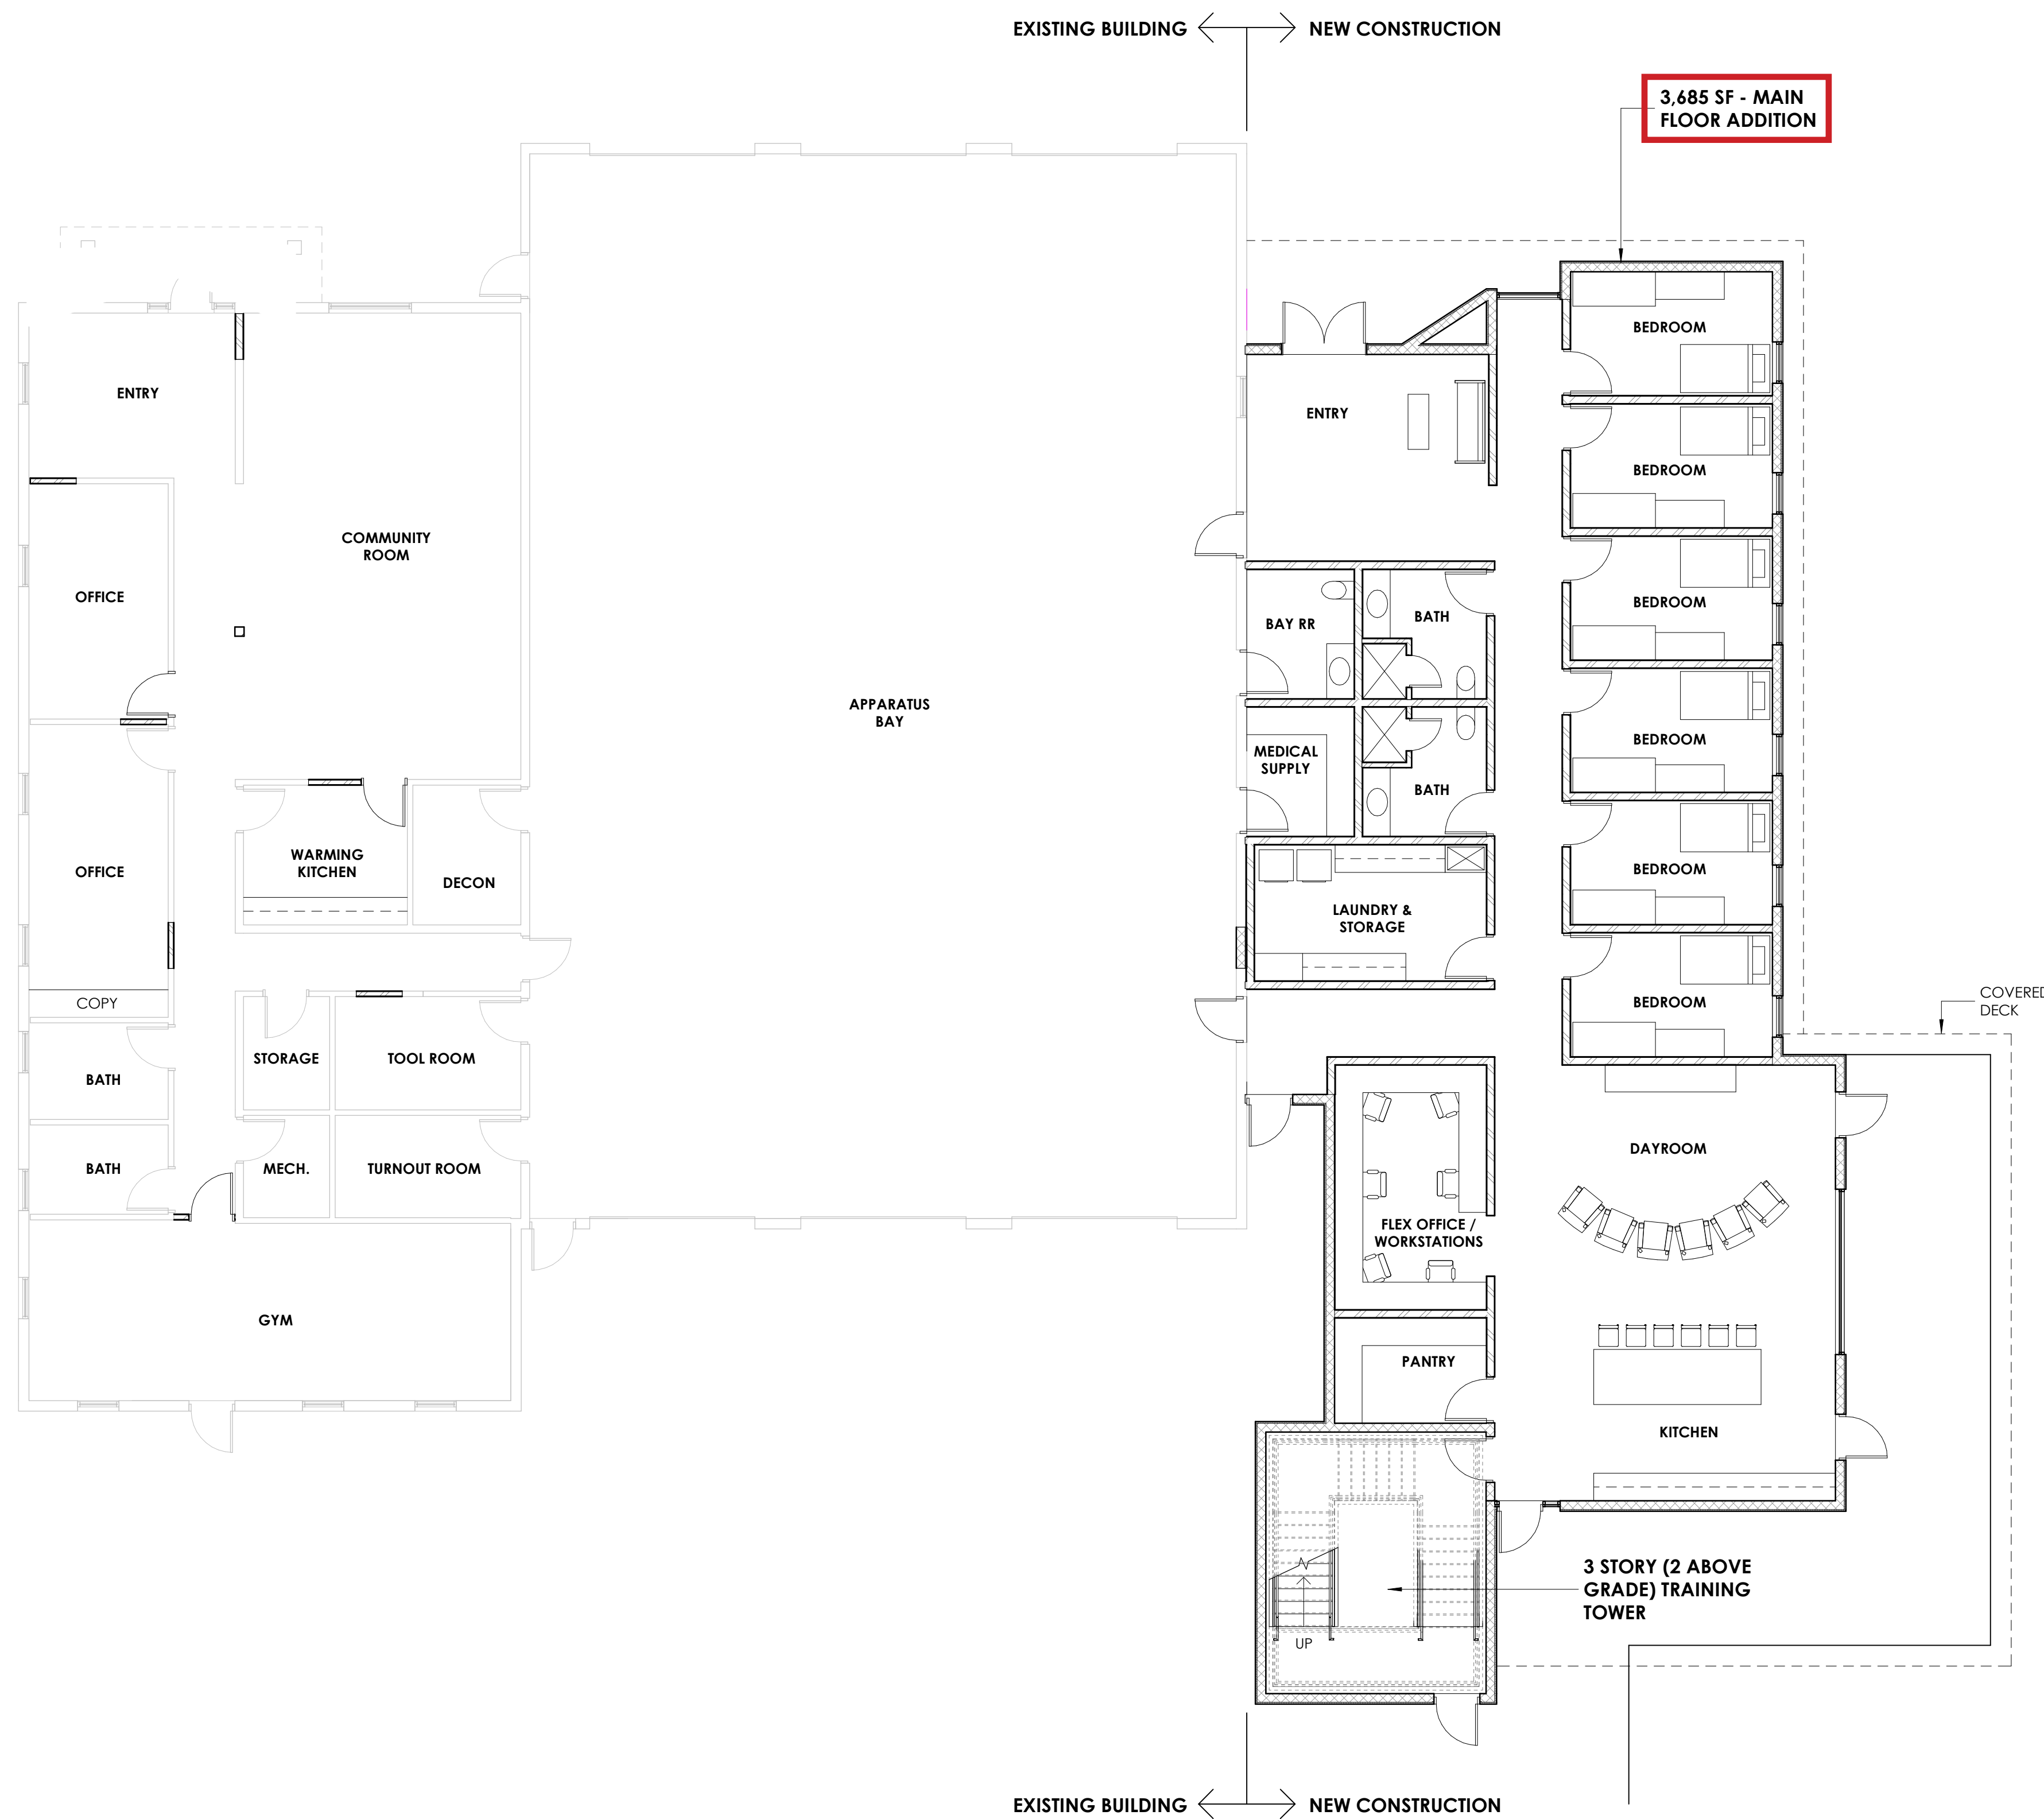 EXISTING BUILDING
NEW CONSTRUCTION
3,685 SF - MAIN
FLOOR ADDITION
ENTRY
COMMUNITY
ROOM
OFFICE
OFFICE
COPY
BATH
BATH
WARMING
KITCHEN
DECON
STORAGE
TOOL ROOM
MECH.
TURNOUT ROOM
GYM
APPARATUS
BAY
ENTRY
BAY RR
BATH
MEDICAL
SUPPLY
BATH
LAUNDRY &
STORAGE
BEDROOM
BEDROOM
BEDROOM
BEDROOM
BEDROOM
BEDROOM
COVERED
DECK
DAYROOM
FLEX OFFICE /
WORKSTATIONS
PANTRY
KITCHEN
3 STORY (2 ABOVE
GRADE) TRAINING
TOWER
UP
EXISTING BUILDING
NEW CONSTRUCTION